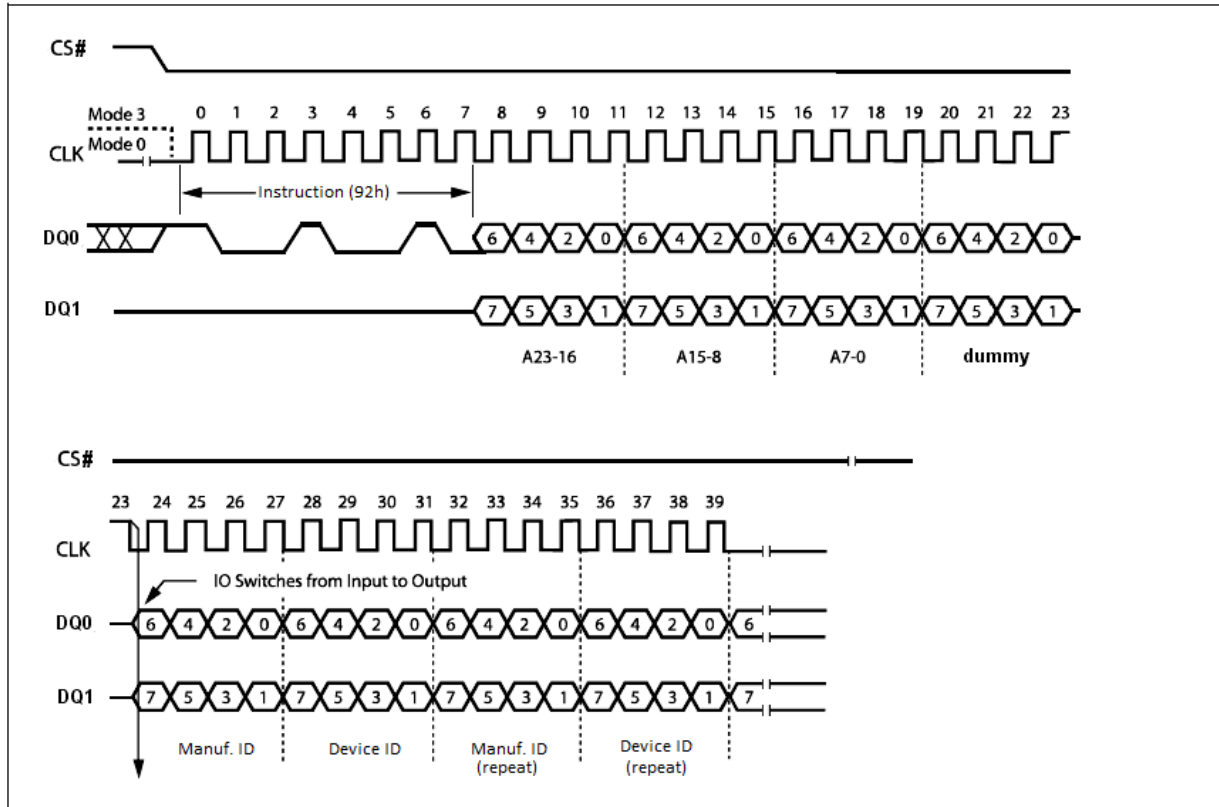 CS#
Mode 3
0 1 2 3 4 5 6 7 8 9 10 11 12 13 14 15 16 17 18 19 20 21 22 23
Mode 0
CLK
Instruction (92h)
DQ0 6 4 2 0 6 4 2 0 6 4 2 0 6 4 2 0
DQ1 7 5 3 1 7 5 3 1 7 5 3 1 7 5 3 1
A23-16 A15-8 A7-0 dummy
CS#
23 24 25 26 27 28 29 30 31 32 33 34 35 36 37 38 39
CLK
IO Switches from Input to Output
DQ0 6 4 2 0 6 4 2 0 6 4 2 0 6 4 2 0 6
DQ1 7 5 3 1 7 5 3 1 7 5 3 1 7 5 3 1 7
Manuf. ID Device ID Manuf. ID Device ID
(repeat) (repeat)